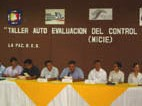 "TALLER AUTO EVALUACION DEL CONTROL
(MICIE)
LA PAZ, B.C.S.